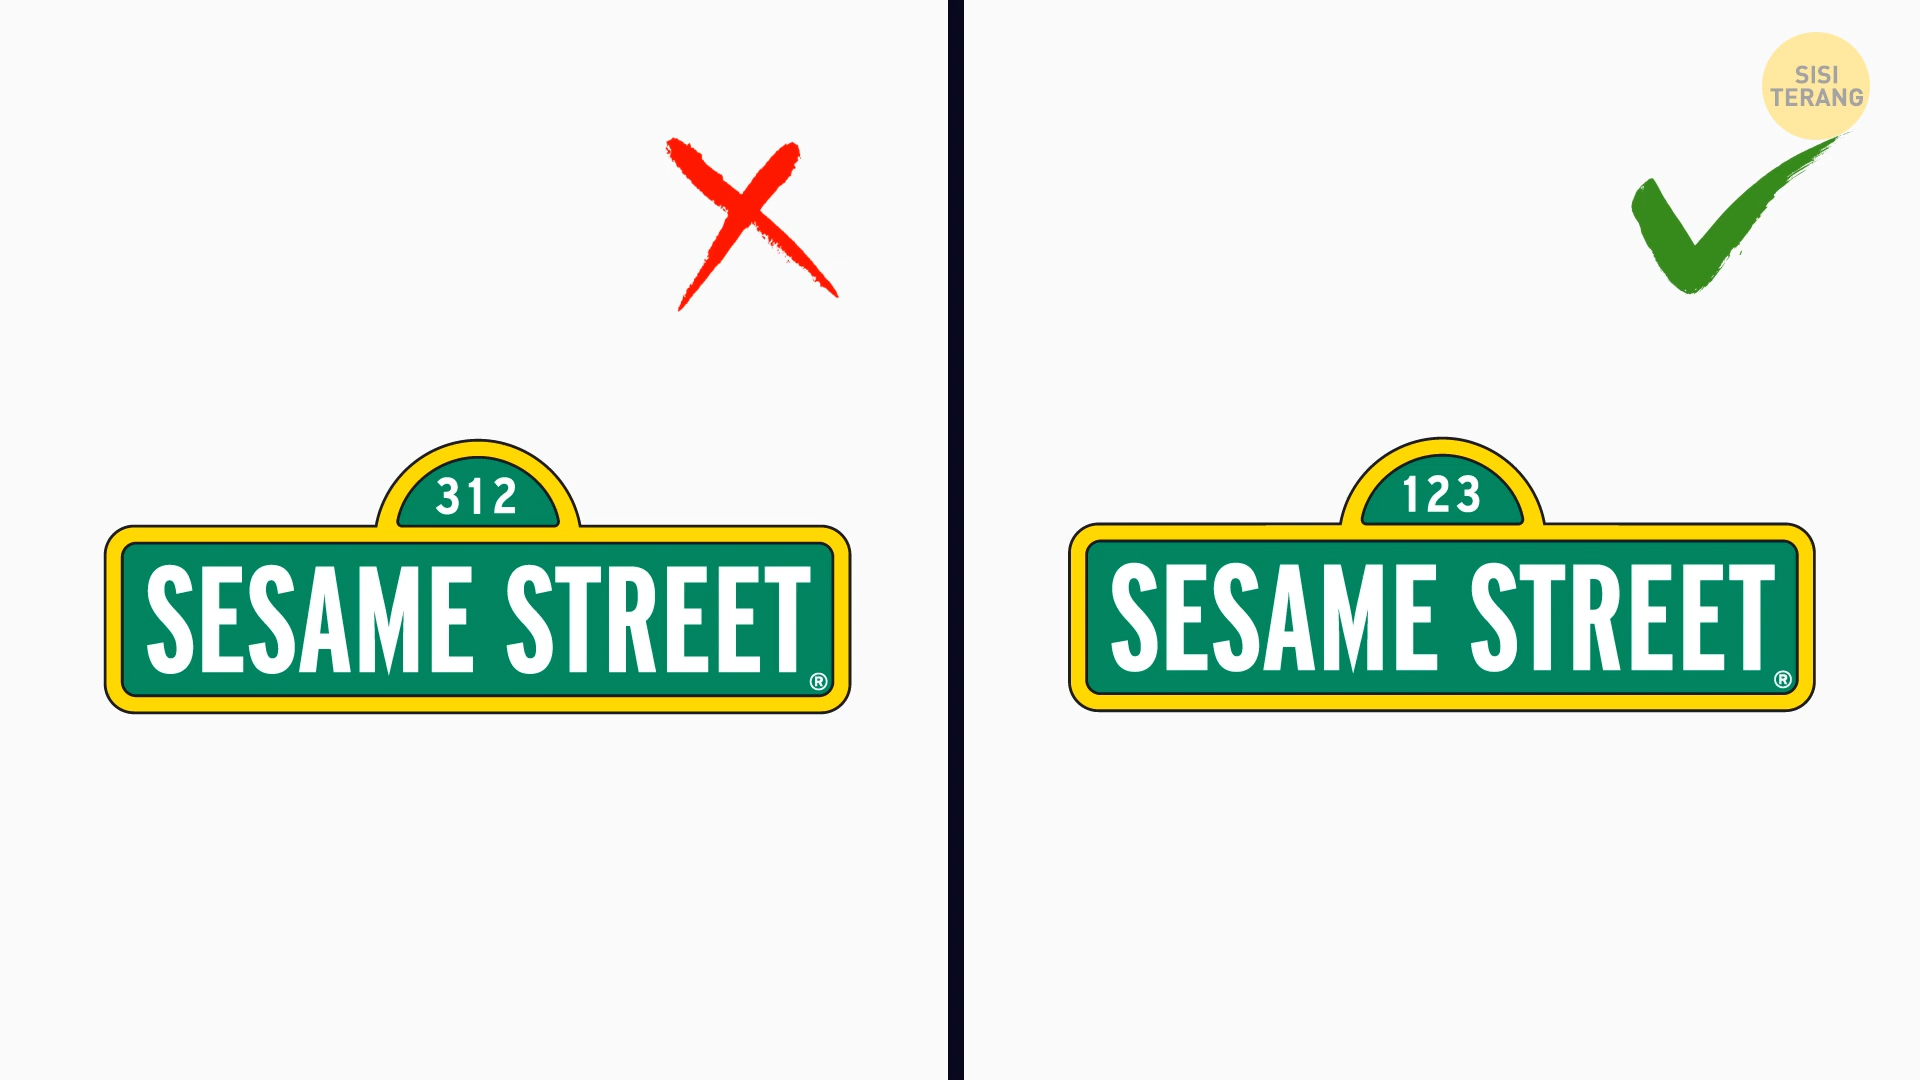 312
SESAME STREET
®
SISI
TERANG
123
SESAME STREET
®